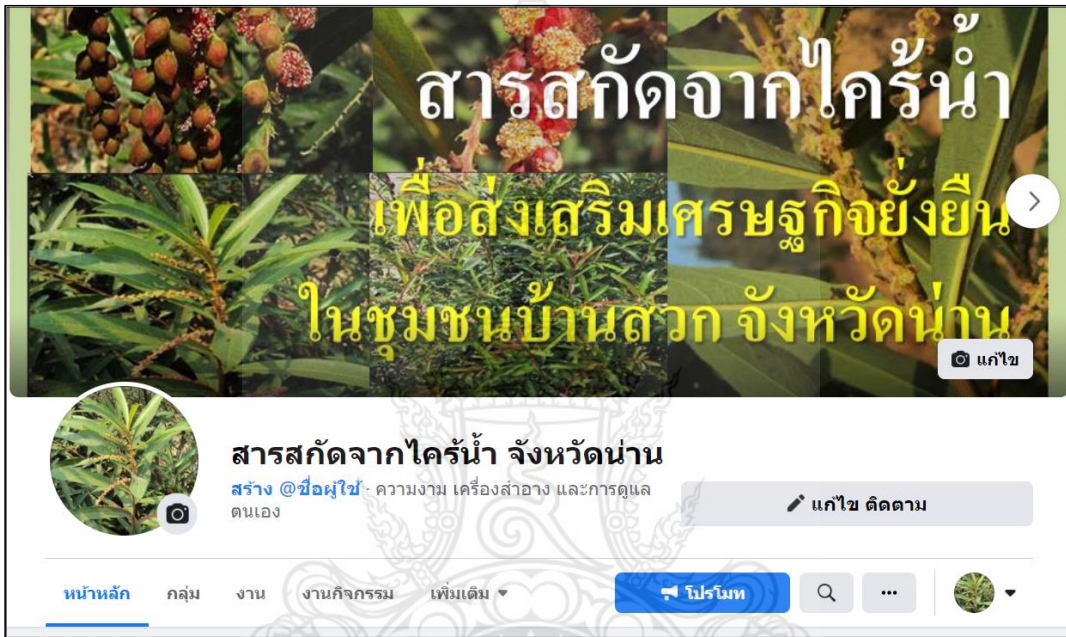 สารสกัดจากไคร้น้ำ
เพื่อส่งเสริมเศรษฐกิจยั่งยืน
ในชุมชนบ้านสวก จังหวัดน่าน
แก้ไข
สารสกัดจากไคร้น้ำ จังหวัดน่าน
สร้าง @ชื่อผู้ใช้ · ความงาม เครื่องสำอาง และการดูแล
ตนเอง
แก้ไข ติดตาม
หน้าหลัก กลุ่ม งาน งานกิจกรรม เพิ่มเติม โปรโมท